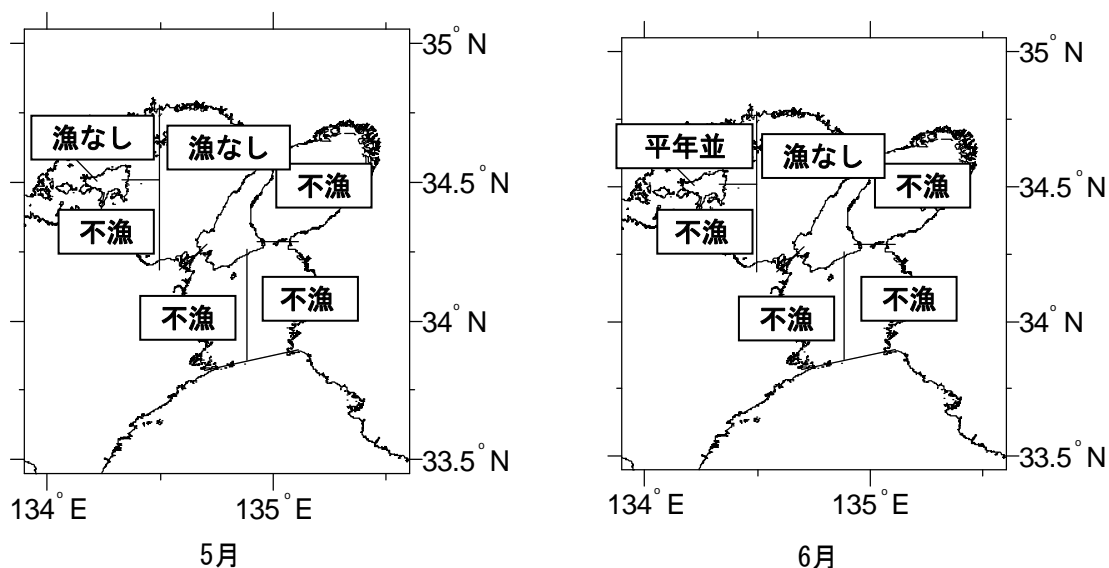 35° N
漁なし
漁なし
34.5° N
不漁
不漁
不漁
不漁
34° N
33.5° N
134° E
135° E
5月
35° N
平年並
漁なし
34.5° N
不漁
不漁
不漁
不漁
34° N
33.5° N
134° E
135° E
6月